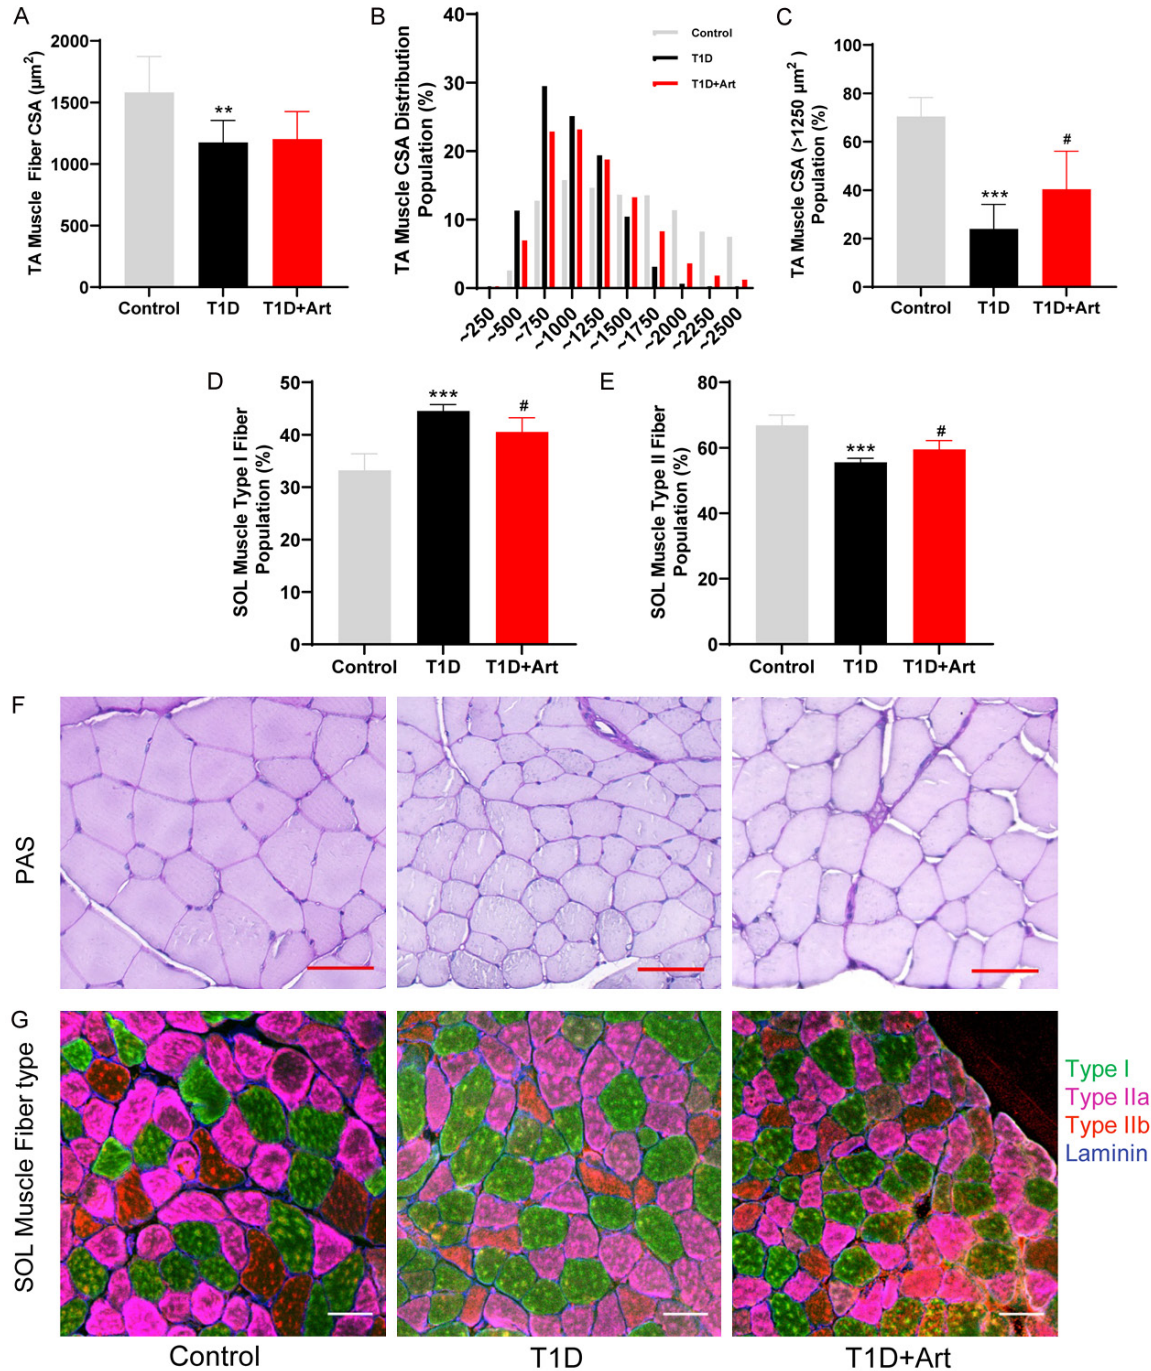 A
TA Muscle Fiber CSA (µm²)
2000
1500
1000
500
0
**
Control
T1D
T1D+Art
B
TA Muscle CSA Distribution
Population (%)
40
30
20
10
0
Control
T1D
T1D+Art
~250
~500
~750
~1000
~1250
~1500
~1750
~2000
~2250
~2500
C
TA Muscle CSA (>1250 µm²)
Population (%)
100
80
60
40
20
0
***
#
Control
T1D
T1D+Art
D
SOL Muscle Type I Fiber
Population (%)
50
40
30
20
10
0
***
#
Control
T1D
T1D+Art
E
SOL Muscle Type II Fiber
Population (%)
80
60
40
20
0
***
#
Control
T1D
T1D+Art
F
PAS
G
SOL Muscle Fiber type
Type I
Type IIa
Type IIb
Laminin
Control
T1D
T1D+Art